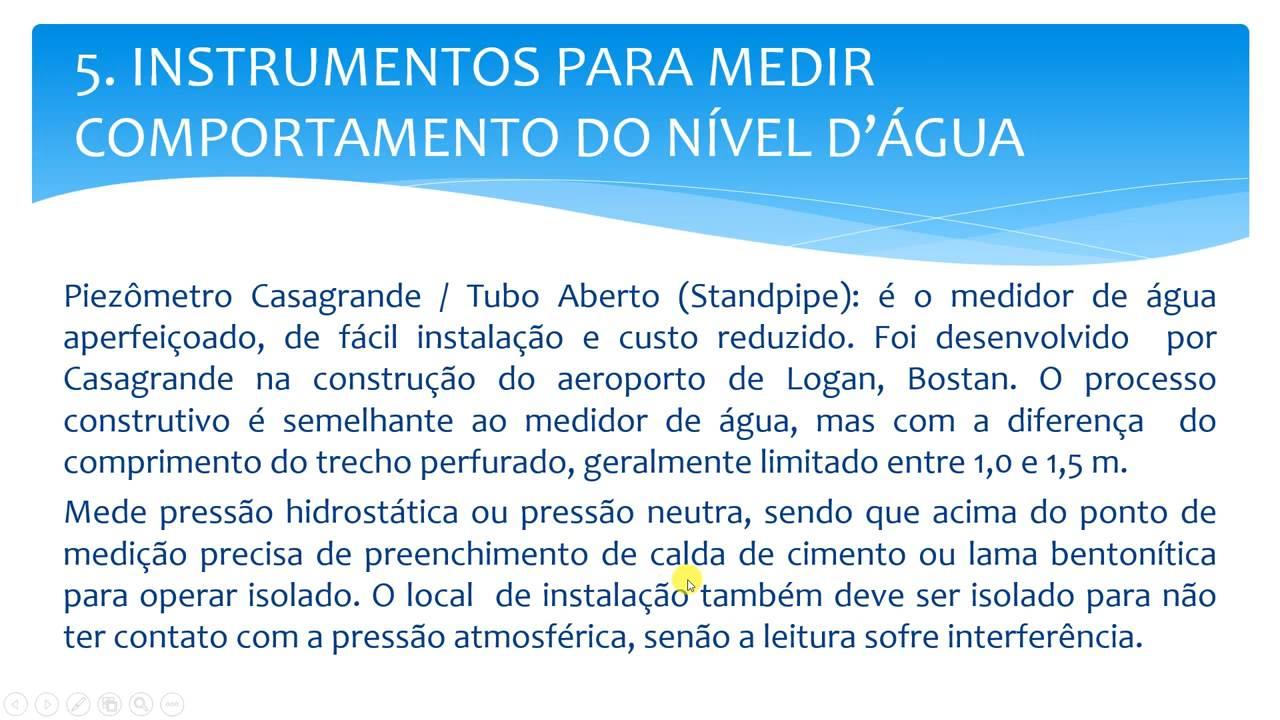 5. INSTRUMENTOS PARA MEDIR
COMPORTAMENTO DO NÍVEL D’ÁGUA
Piezômetro Casagrande / Tubo Aberto (Standpipe): é o medidor de água
aperfeiçoado, de fácil instalação e custo reduzido. Foi desenvolvido por
Casagrande na construção do aeroporto de Logan, Bostan. O processo
construtivo é semelhante ao medidor de água, mas com a diferença do
comprimento do trecho perfurado, geralmente limitado entre 1,0 e 1,5 m.
Mede pressão hidrostática ou pressão neutra, sendo que acima do ponto de
medição precisa de preenchimento de calda de cimento ou lama bentonítica
para operar isolado. O local de instalação também deve ser isolado para não
ter contato com a pressão atmosférica, senão a leitura sofre interferência.